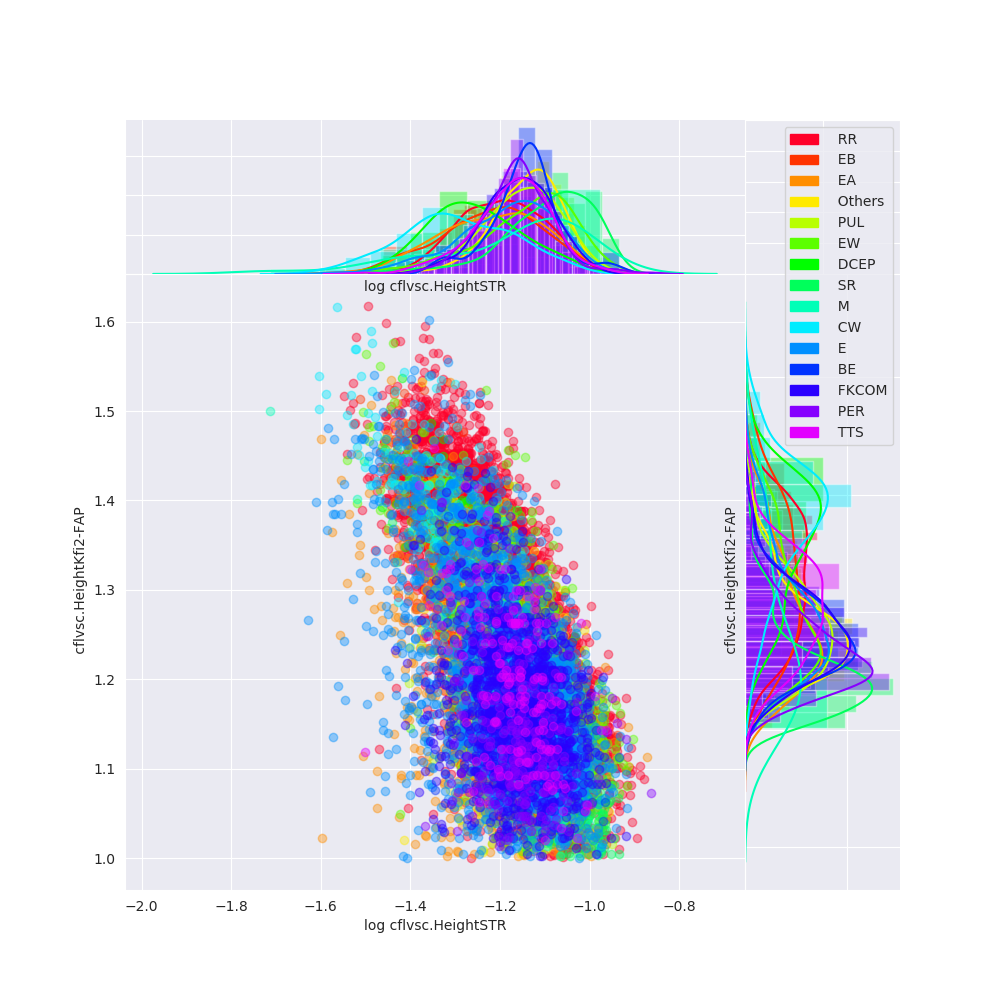 RR
EB
EA
Others
PUL
EW
DCEP
SR
M
CW
E
BE
FKCOM
PER
TTS
log cflvsc.HeightSTR
1.6
1.5
1.4
1.3
1.2
1.1
1.0
cflvsc.HeightKfi2-FAP
cflvsc.HeightKfi2-FAP
−2.0 −1.8 −1.6 −1.4 −1.2 −1.0 −0.8
log cflvsc.HeightSTR